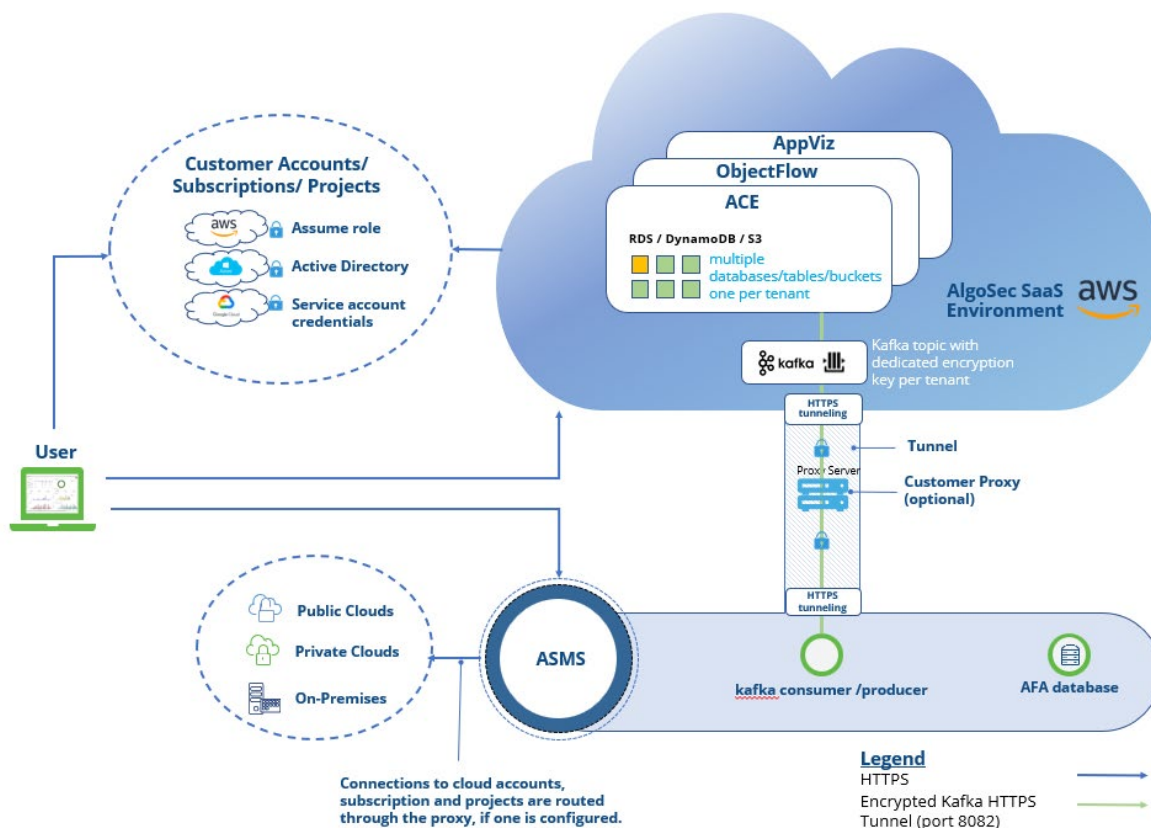 Customer Accounts/
Subscriptions/ Projects
aws
Assume role
Active Directory
Google Cloud
Service account
credentials
AppViz
ObjectFlow
ACE
RDS / DynamoDB / S3
multiple
databases/tables/buckets
one per tenant
AlgoSec SaaS
Environment
aws
kafka
Kafka topic with
dedicated encryption
key per tenant
HTTPS
tunneling
Tunnel
Proxy Server
Customer Proxy
(optional)
HTTPS
tunneling
User
Public Clouds
Private Clouds
On-Premises
ASMS
kafka consumer /producer
AFA database
Connections to cloud accounts,
subscription and projects are routed
through the proxy, if one is configured.
Legend
HTTPS
Encrypted Kafka HTTPS
Tunnel (port 8082)